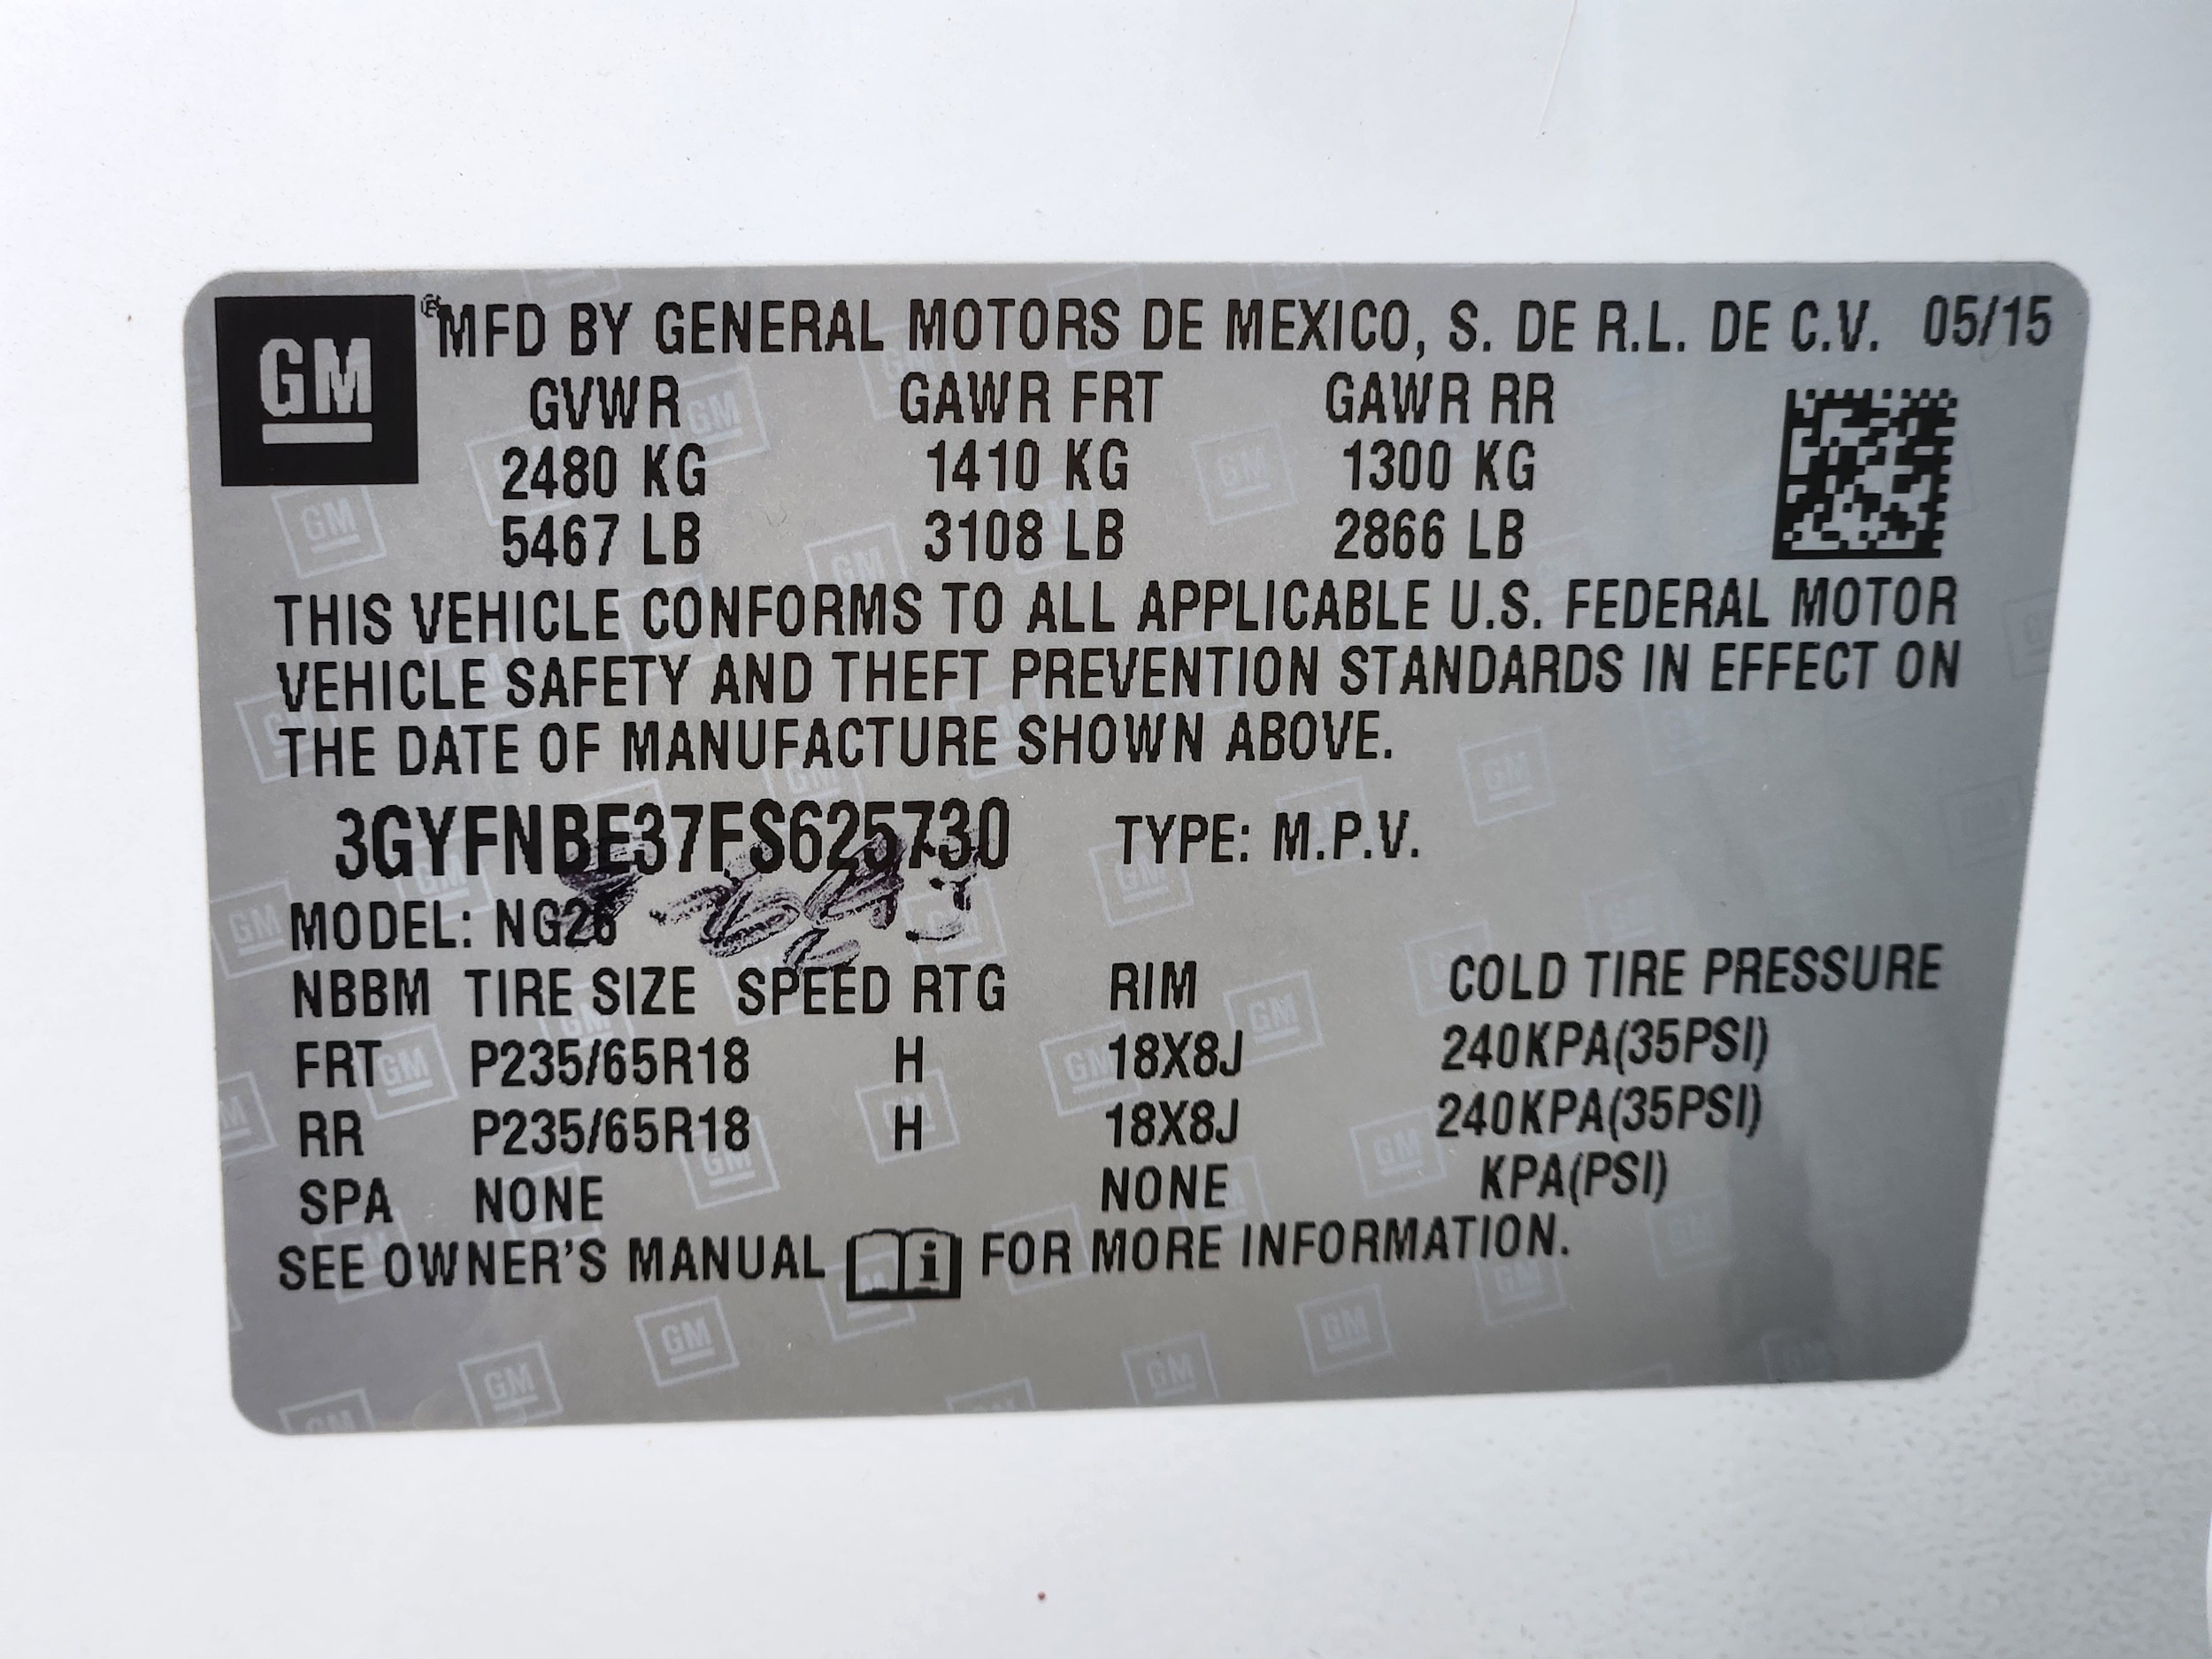 GM
MFD BY GENERAL MOTORS DE MEXICO, S. DE R.L. DE C.V. 05/15
GVWR GAWR FRT GAWR RR
2480 KG 1410 KG 1300 KG
5467 LB 3108 LB 2866 LB
THIS VEHICLE CONFORMS TO ALL APPLICABLE U.S. FEDERAL MOTOR
VEHICLE SAFETY AND THEFT PREVENTION STANDARDS IN EFFECT ON
THE DATE OF MANUFACTURE SHOWN ABOVE.
3GYFNBE37FS625730 TYPE: M.P.V.
MODEL: NG26
NBBM TIRE SIZE SPEED RTG RIM COLD TIRE PRESSURE
FRT P235/65R18 H 18X8J 240KPA(35PSI)
RR P235/65R18 H 18X8J 240KPA(35PSI)
SPA NONE NONE KPA(PSI)
SEE OWNER'S MANUAL i FOR MORE INFORMATION.